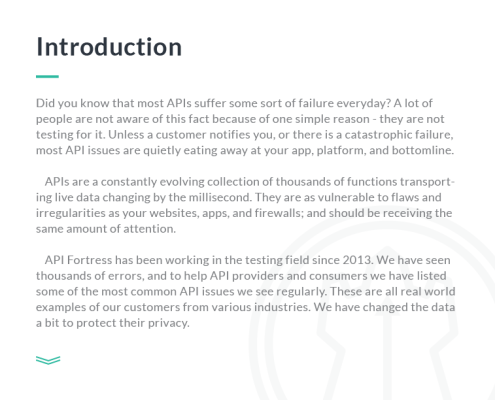 Introduction
Did you know that most APIs suffer some sort of failure everyday? A lot of
people are not aware of this fact because of one simple reason - they are not
testing for it. Unless a customer notifies you, or there is a catastrophic failure,
most API issues are quietly eating away at your app, platform, and bottomline.
APIs are a constantly evolving collection of thousands of functions transport-
ing live data changing by the millisecond. They are as vulnerable to flaws and
irregularities as your websites, apps, and firewalls; and should be receiving the
same amount of attention.
API Fortress has been working in the testing field since 2013. We have seen
thousands of errors, and to help API providers and consumers we have listed
some of the most common API issues we see regularly. These are all real world
examples of our customers from various industries. We have changed the data
a bit to protect their privacy.